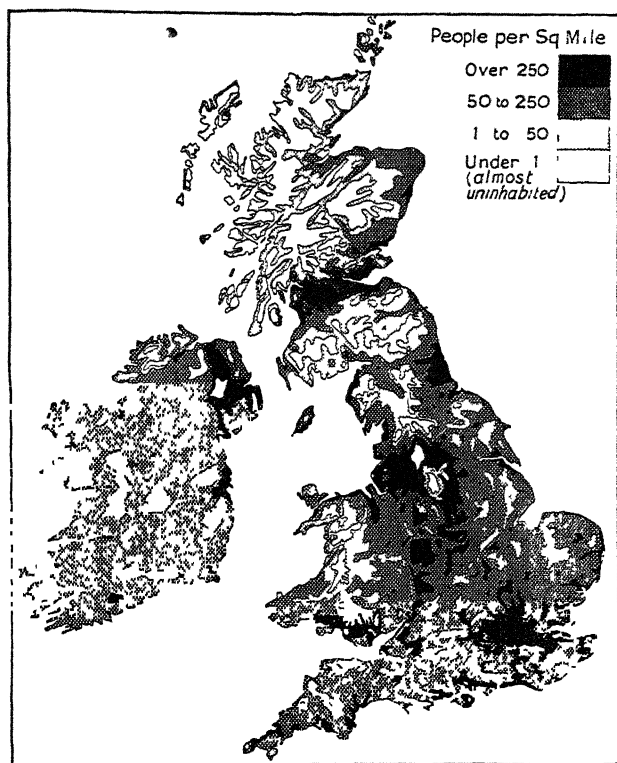 People per Sq Mile
Over 250
50 to 250
1 to 50
Under 1
(almost
uninhabited)